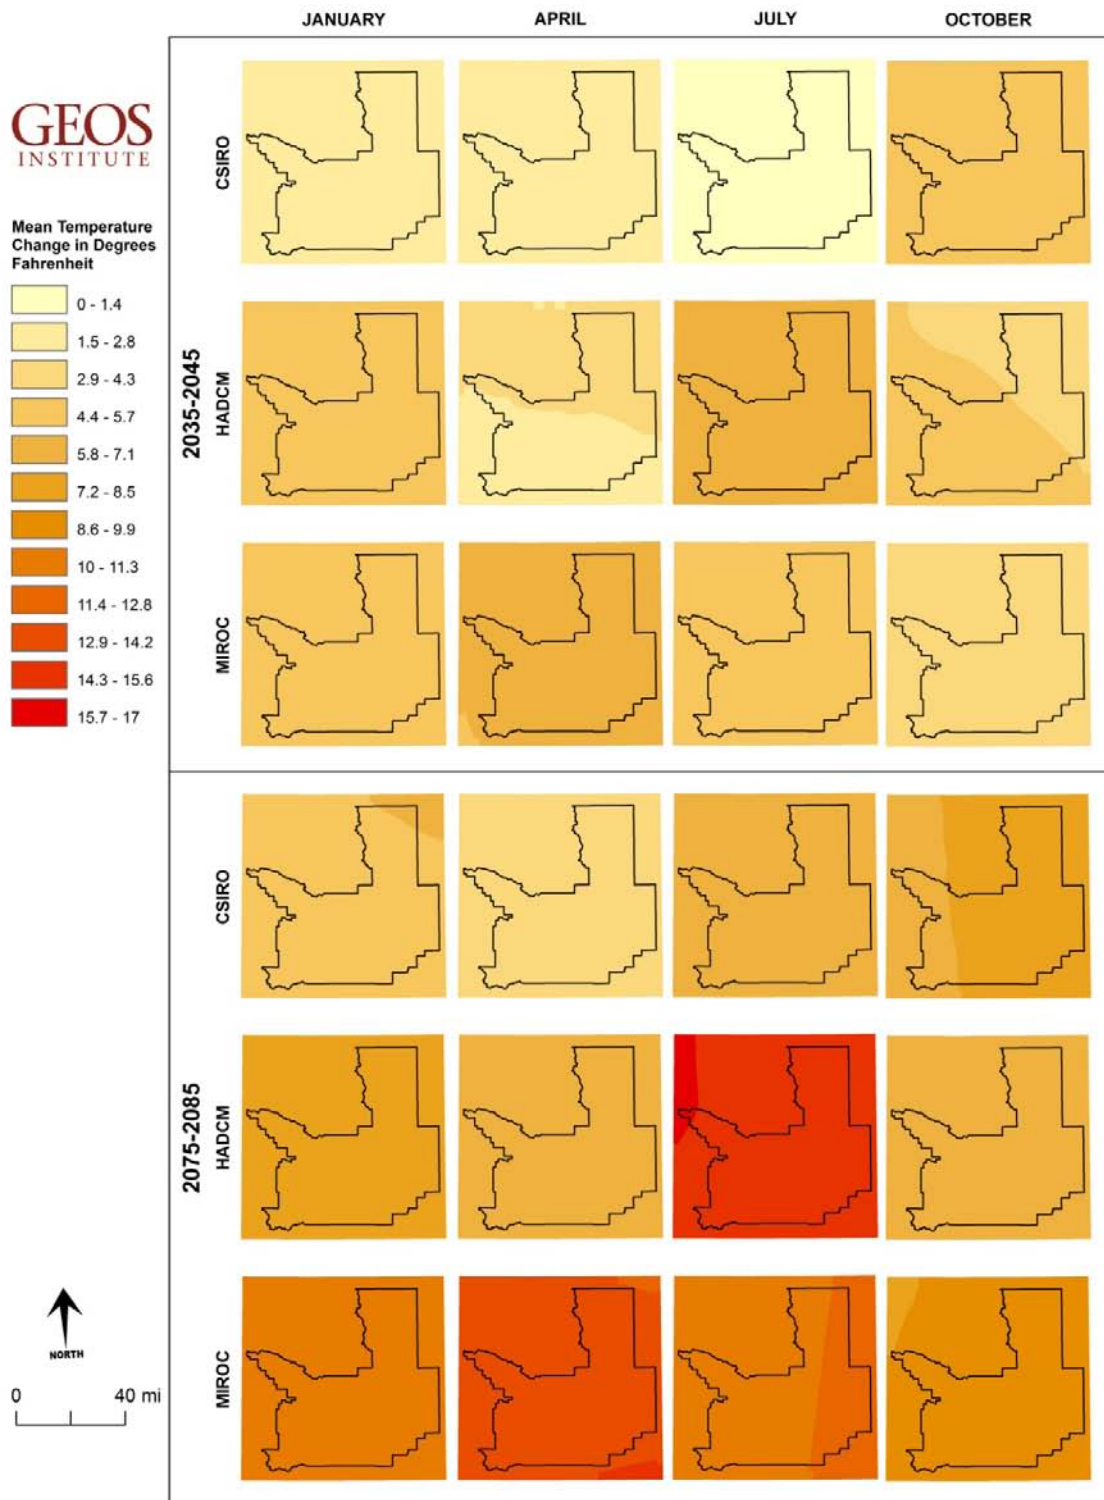 JANUARY APRIL JULY OCTOBER
GEOS
INSTITUTE
Mean Temperature
Change in Degrees
Fahrenheit
0 - 1.4
1.5 - 2.8
2.9 - 4.3
4.4 - 5.7
5.8 - 7.1
7.2 - 8.5
8.6 - 9.9
10 - 11.3
11.4 - 12.8
12.9 - 14.2
14.3 - 15.6
15.7 - 17
2035-2045
CSIRO
HADCM
MIROC
2075-2085
CSIRO
HADCM
MIROC
NORTH
0 40 mi